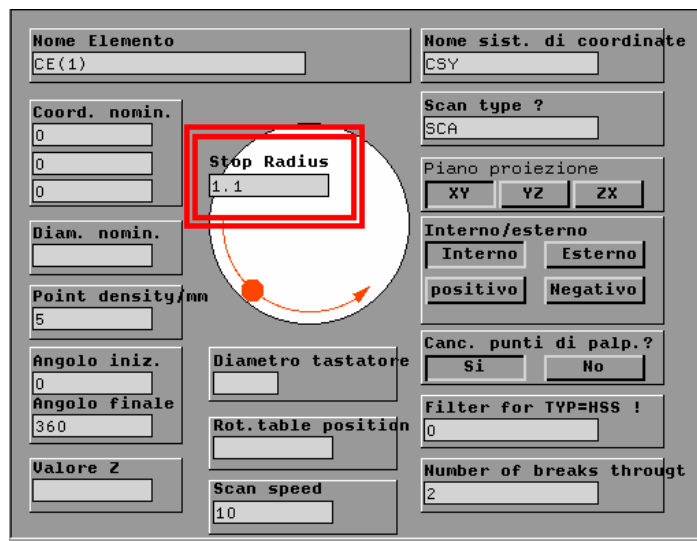 Nome Elemento
CE(1)
Nome sist. di coordinate
CSY
Coord. nomin.
0
0
0
Stop Radius
1.1
Scan type ?
SCA
Piano proiezione
XY YZ ZX
Diam. nomin.
Interno/esterno
Interno Esterno
positivo Negativo
Point density/mm
5
Angolo iniz.
0
Angolo finale
360
Diametro tastatore
Canc. punti di palp.?
Si No
Rot.table position
Filter for TYP=HSS !
0
Valore Z
Scan speed
10
Number of breaks througt
2